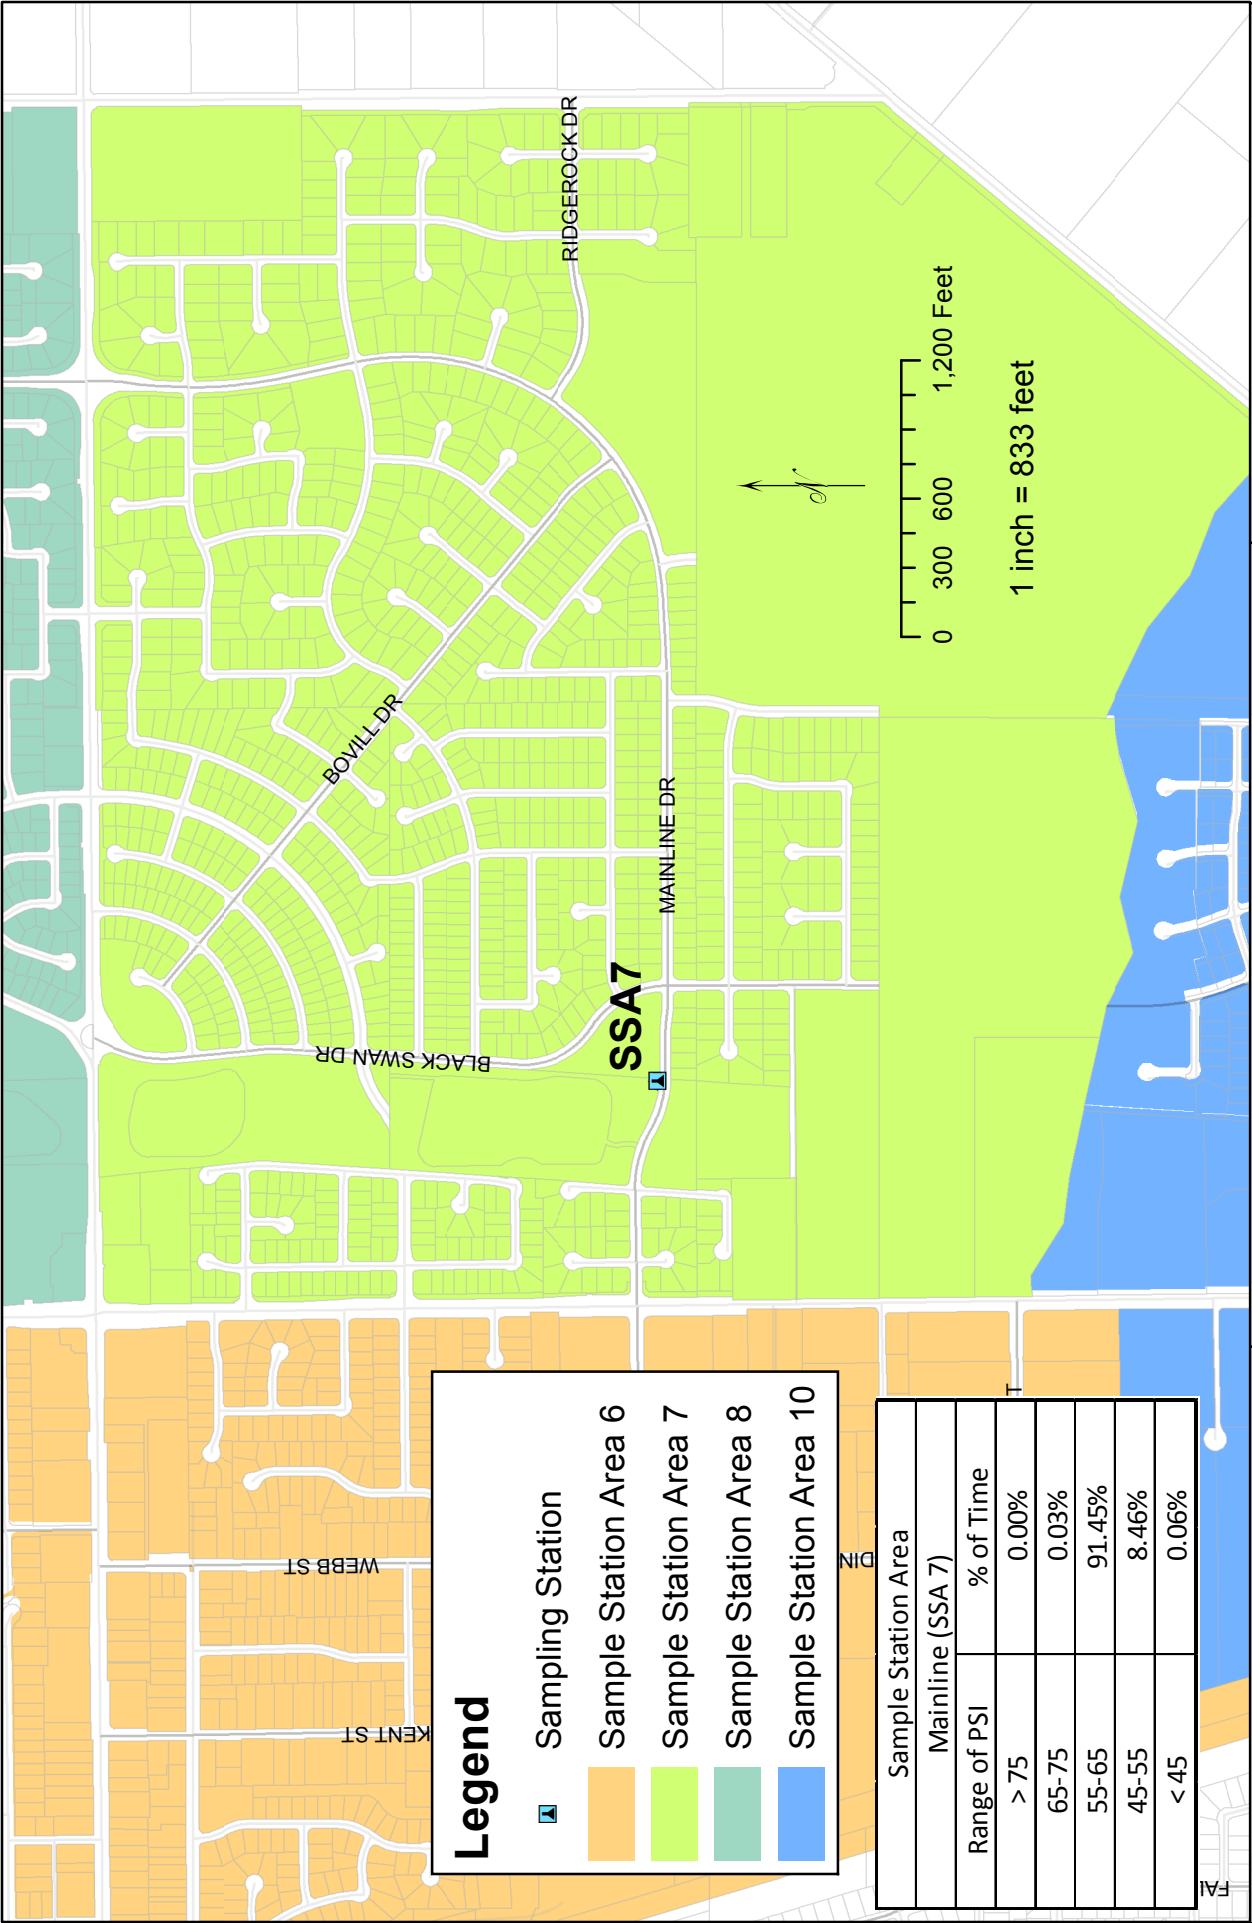 RIDGEROCK DR
BOVILL DR
MAINLINE DR
BLACK SWAN DR
SSA7
WEBB ST
KENT ST
DIN
T
FAI
N
0 300 600 1,200 Feet
1 inch = 833 feet
Legend
Sampling Station
Sample Station Area 6
Sample Station Area 7
Sample Station Area 8
Sample Station Area 10
Sample Station Area
Mainline (SSA 7)
Range of PSI % of Time
> 75 0.00%
65-75 0.03%
55-65 91.45%
45-55 8.46%
< 45 0.06%